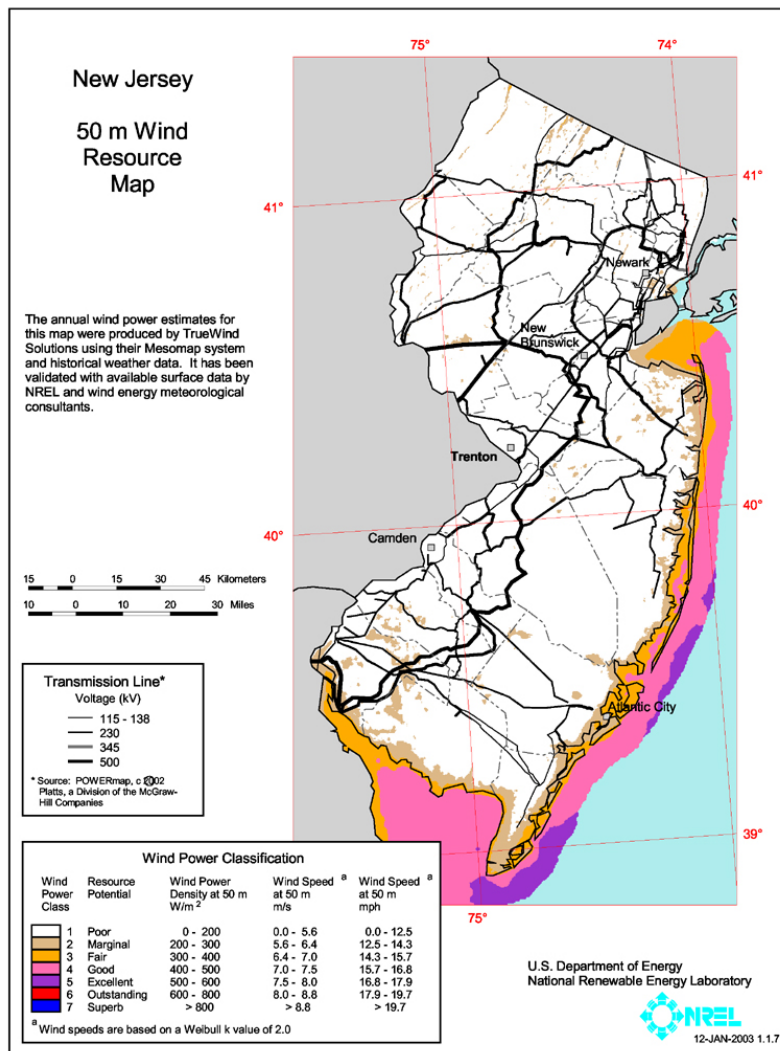 75°
74°
New Jersey
50 m Wind
Resource
Map
41°
41°
Newark
The annual wind power estimates for
this map were produced by TrueWind
Solutions using their Mesomap system
and historical weather data. It has been
validated with available surface data by
NREL and wind energy meteorological
consultants.
New
Brunswick
Trenton
40°
40°
Camden
15 0 15 30 45 Kilometers
10 0 10 20 30 Miles
Transmission Line*
Voltage (kV)
115 - 138
230
345
500
* Source: POWERmap, c 2002
Platts, a Division of the McGraw-
Hill Companies
Atlantic City
39°
75°
Wind Power Classification
Wind Power Class Resource Potential Wind Power Density at 50 m W/m² Wind Speed a at 50 m m/s Wind Speed a at 50 m mph
1 Poor 0 - 200 0.0 - 5.6 0.0 - 12.5
2 Marginal 200 - 300 5.6 - 6.4 12.5 - 14.3
3 Fair 300 - 400 6.4 - 7.0 14.3 - 15.7
4 Good 400 - 500 7.0 - 7.5 15.7 - 16.8
5 Excellent 500 - 600 7.5 - 8.0 16.8 - 17.9
6 Outstanding 600 - 800 8.0 - 8.8 17.9 - 19.7
7 Superb > 800 > 8.8 > 19.7
a Wind speeds are based on a Weibull k value of 2.0
U.S. Department of Energy
National Renewable Energy Laboratory
NREL
12-JAN-2003 1.1.7